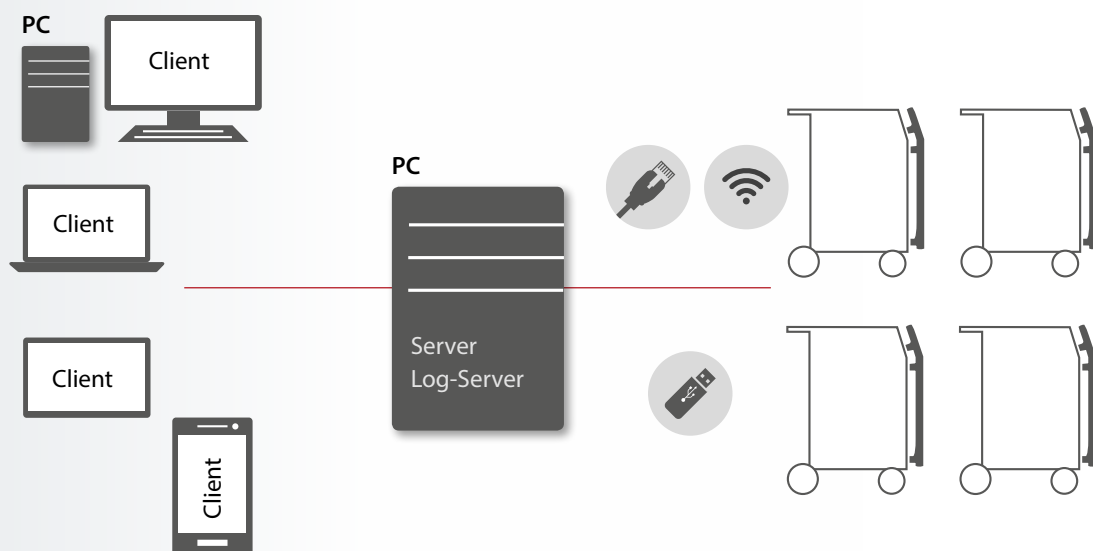 PC
Client
Client
Client
Client
PC
Server
Log-Server